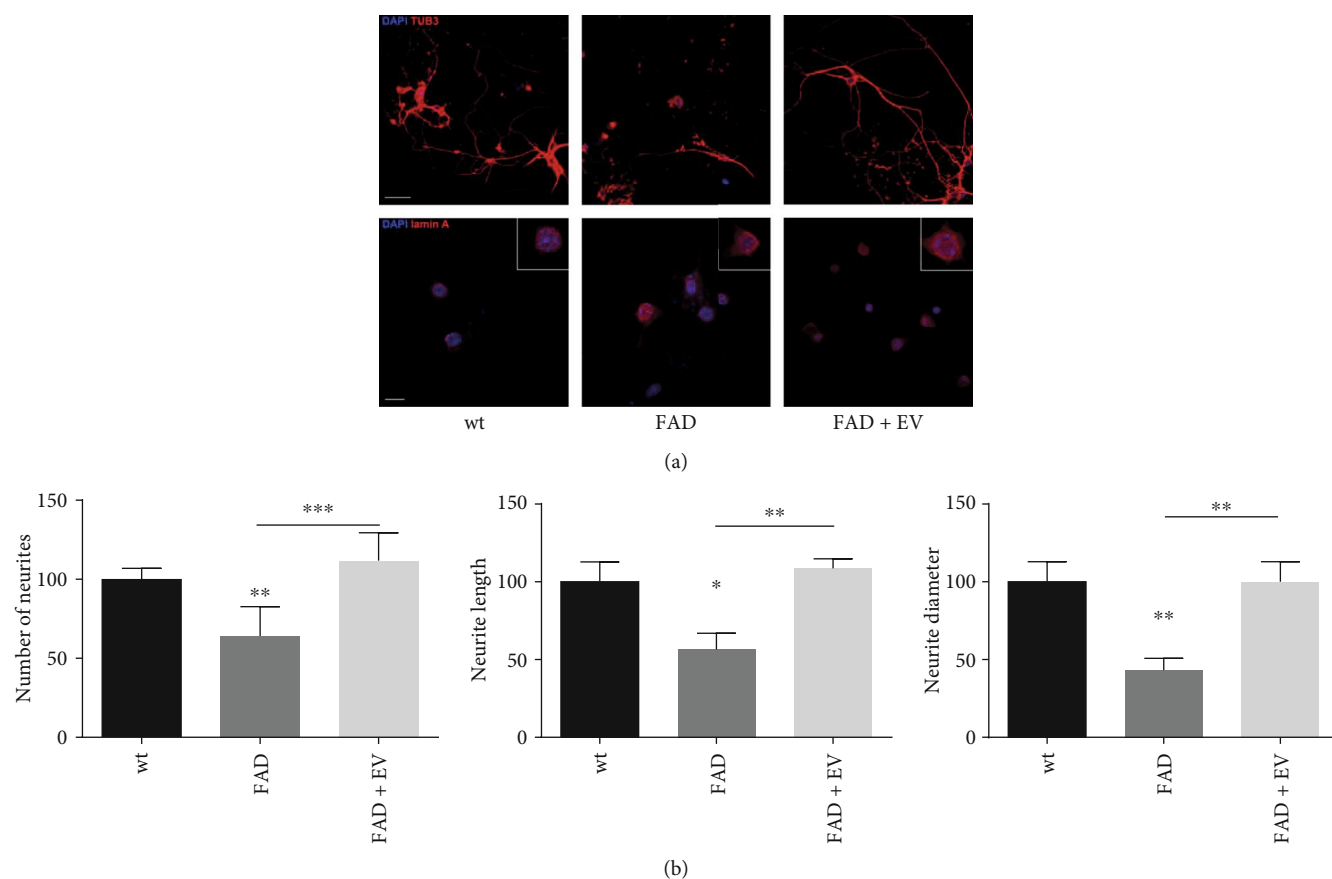 DAPI TUB3
DAPI lamin A
wt
FAD
FAD + EV
(a)
Number of neurites
150
100
50
0
**
***
wt
FAD
FAD + EV
Neurite length
150
100
50
0
*
**
wt
FAD
FAD + EV
Neurite diameter
150
100
50
0
**
**
wt
FAD
FAD + EV
(b)